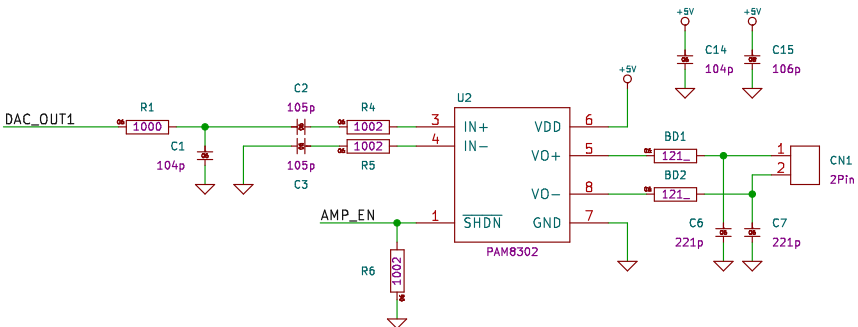 +5V
+5V
C14
104p
C15
106p
+5V
C2
105p
U2
R1
R4
DAC_OUT1
1000
1002
3
IN+
VDD
6
BD1
C1
104p
1002
4
IN-
VO+
5
121_
1
CN1
R5
105p
C3
BD2
2
2Pin
VO-
8
121_
AMP_EN
1
SHDN
GND
7
C6
221p
C7
221p
PAM8302
R6
1002